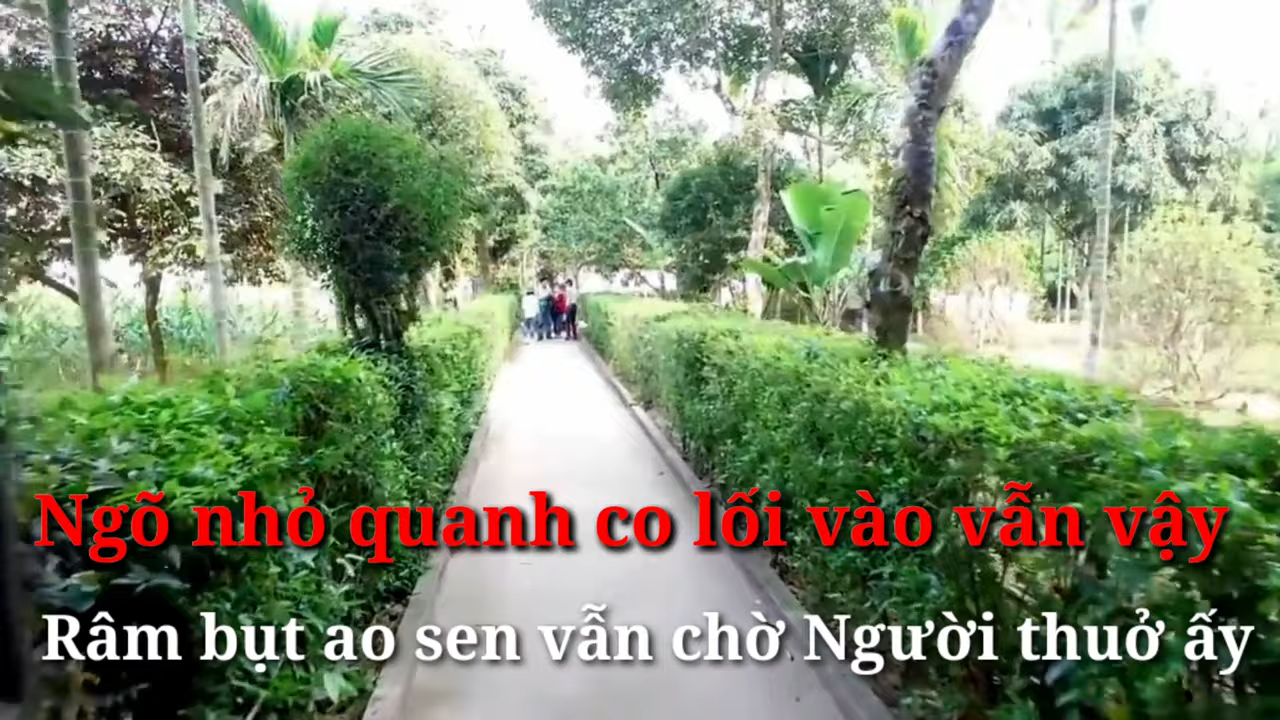 Ngõ nhỏ quanh co lối vào vẫn vậy
Râm bụt ao sen vẫn chờ Người thuở ấy